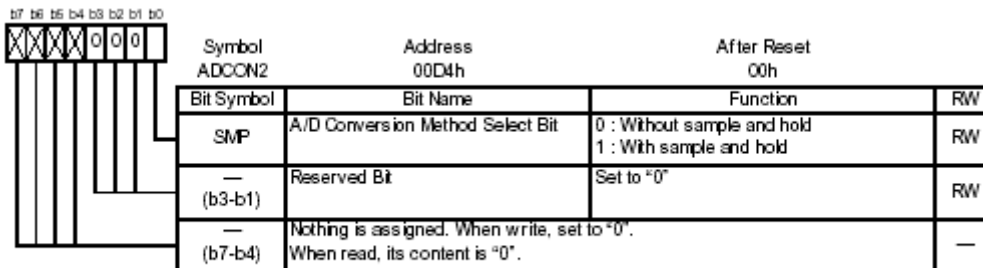 b7 b6 b5 b4 b3 b2 b1 b0
0 0 0
Symbol Address After Reset
ADCON2 00D4h 00h
Bit Symbol Bit Name Function RW
SMP A/D Conversion Method Select Bit 0 : Without sample and hold RW
1 : With sample and hold
— Reserved Bit Set to “0” RW
(b3-b1)
— Nothing is assigned. When write, set to “0”. —
(b7-b4) When read, its content is “0”.